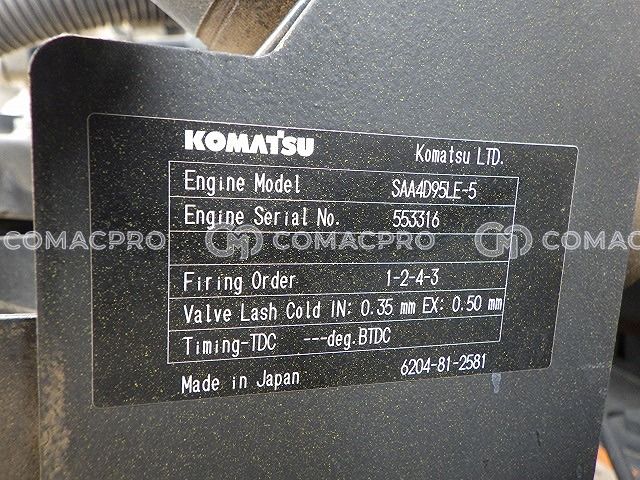 KOMATSU Komatsu LTD.
Engine Model SAA4D95LE-5
Engine Serial No. 553316
COMACPRO COMACPRO COMACPRO
Firing Order 1-2-4-3
Valve Lash Cold IN: 0.35 mm EX: 0.50 mm
Timing-TDC ---deg.BTDC
6204-81-2581
Made in Japan